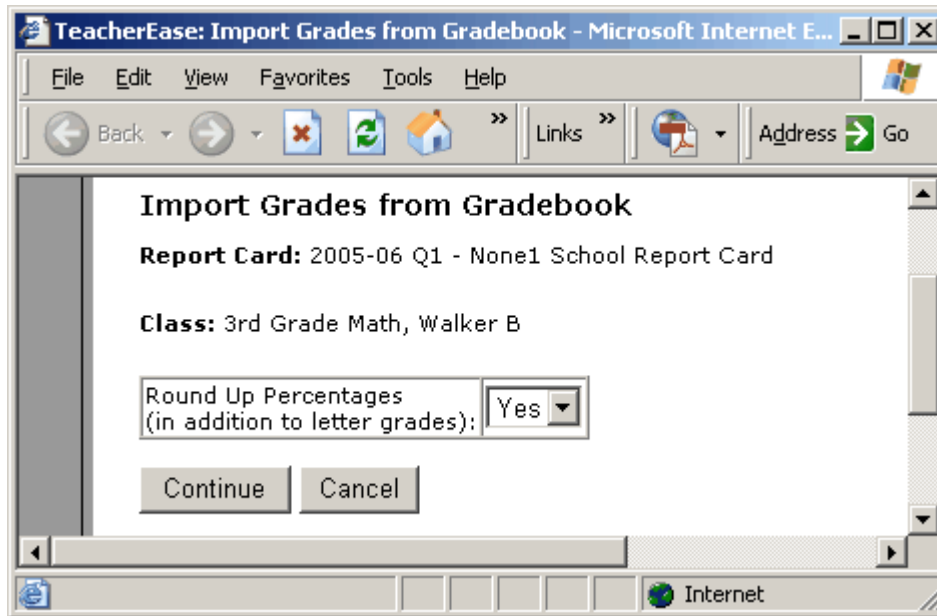 TeacherEase: Import Grades from Gradebook - Microsoft Internet E...
File Edit View Favorites Tools Help
Back Links Address Go
Import Grades from Gradebook
Report Card: 2005-06 Q1 - None1 School Report Card
Class: 3rd Grade Math, Walker B
Round Up Percentages
(in addition to letter grades): Yes
Continue Cancel
Internet